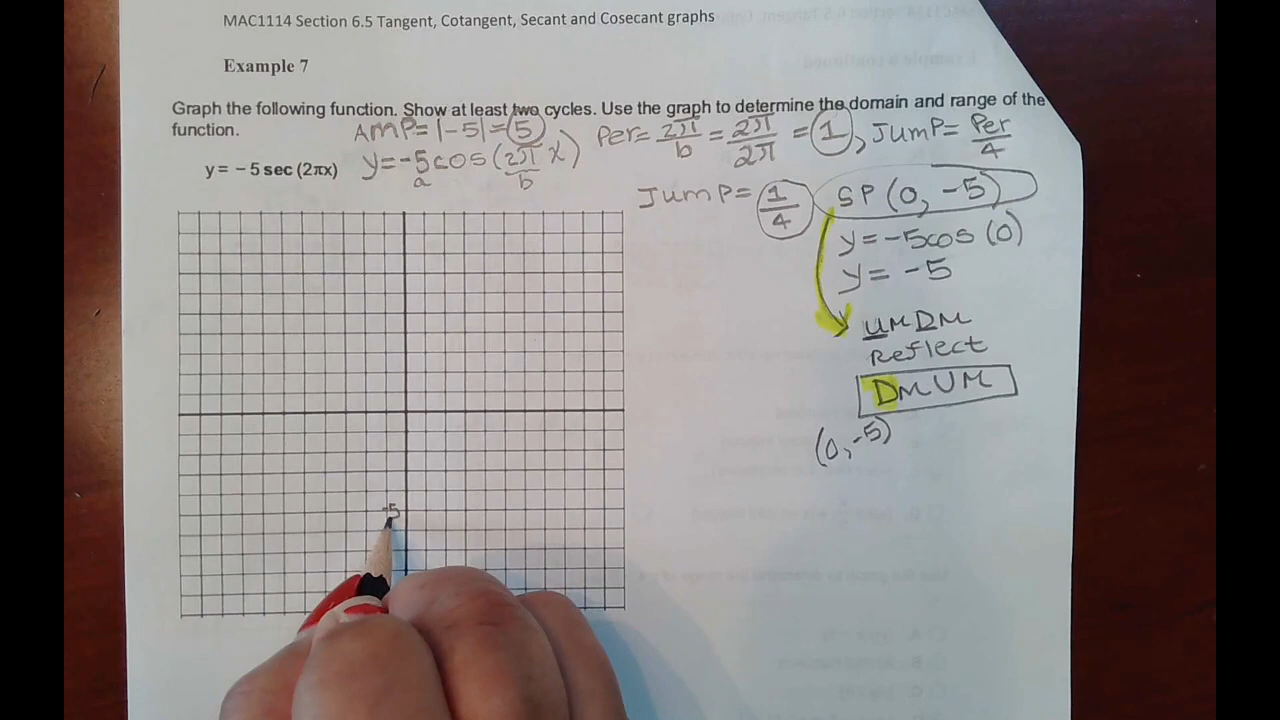 MAC1114 Section 6.5 Tangent, Cotangent, Secant and Cosecant graphs
Example 7
Graph the following function. Show at least two cycles. Use the graph to determine the domain and range of the
function.
AMP = |-5| = 5
Per = 2π/b = 2π/2π = 1, Jump = Per/4
y = – 5 sec (2πx)
y = -5cos(2π x)
a
b
Jump = 1/4
SP (0, -5)
y = -5cos(0)
y = -5
UMDM
Reflect
DMUM
(0, -5)
-5